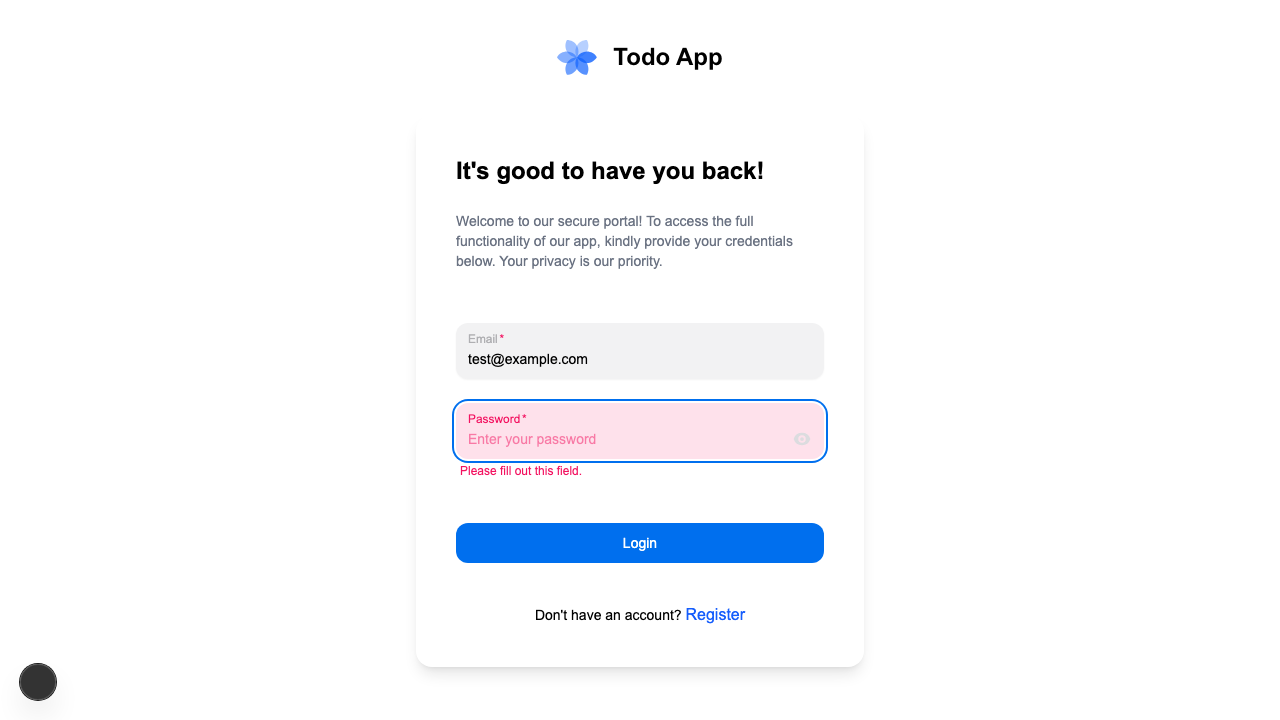 Todo App
It's good to have you back!
Welcome to our secure portal! To access the full
functionality of our app, kindly provide your credentials
below. Your privacy is our priority.
Email*
test@example.com
Password*
Enter your password
Please fill out this field.
Login
Don't have an account? Register